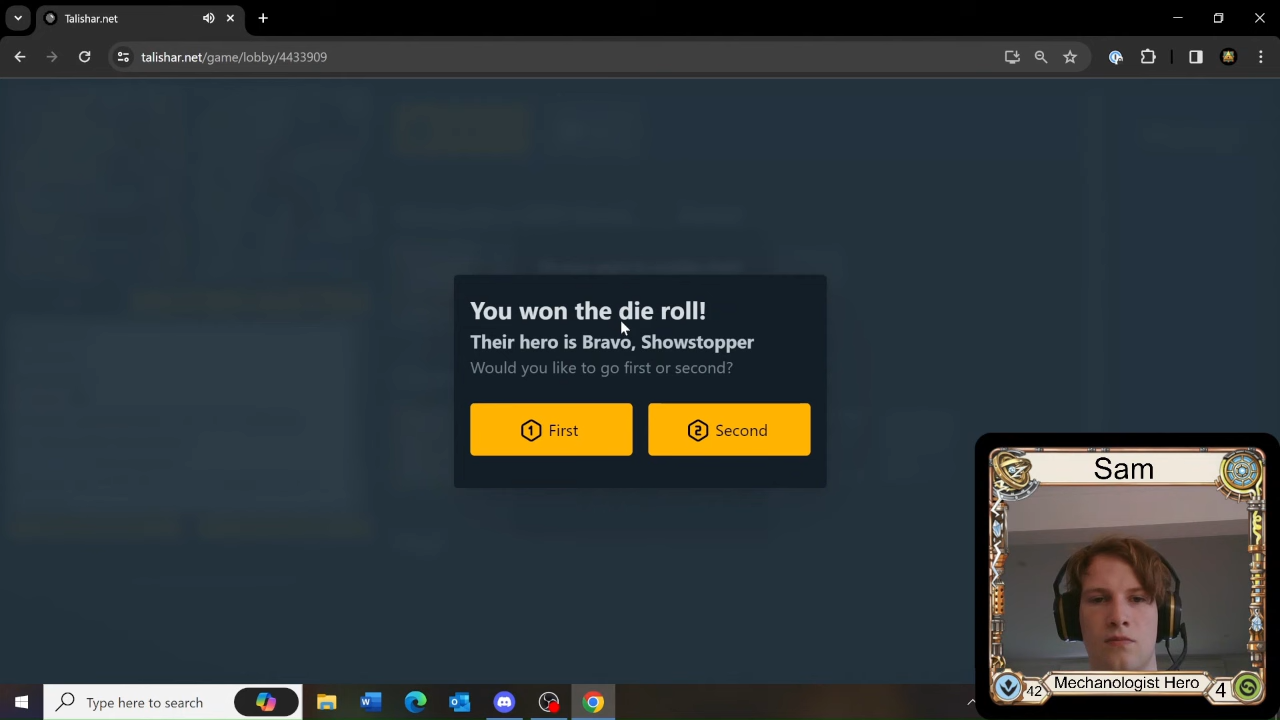 Talishar.net
talishar.net/game/lobby/4433909
You won the die roll!
Their hero is Bravo, Showstopper
Would you like to go first or second?
1 First
2 Second
Sam
42
Mechanologist Hero
4
Type here to search